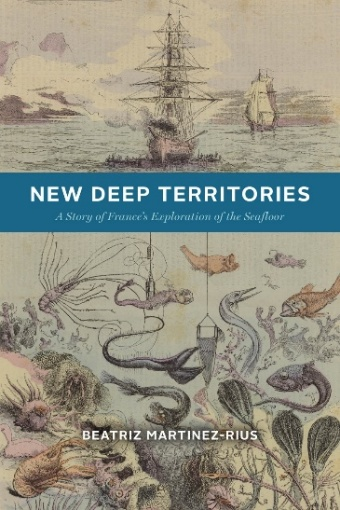 NEW DEEP TERRITORIES
A Story of France's Exploration of the Seafloor
BEATRIZ MARTINEZ-RIUS